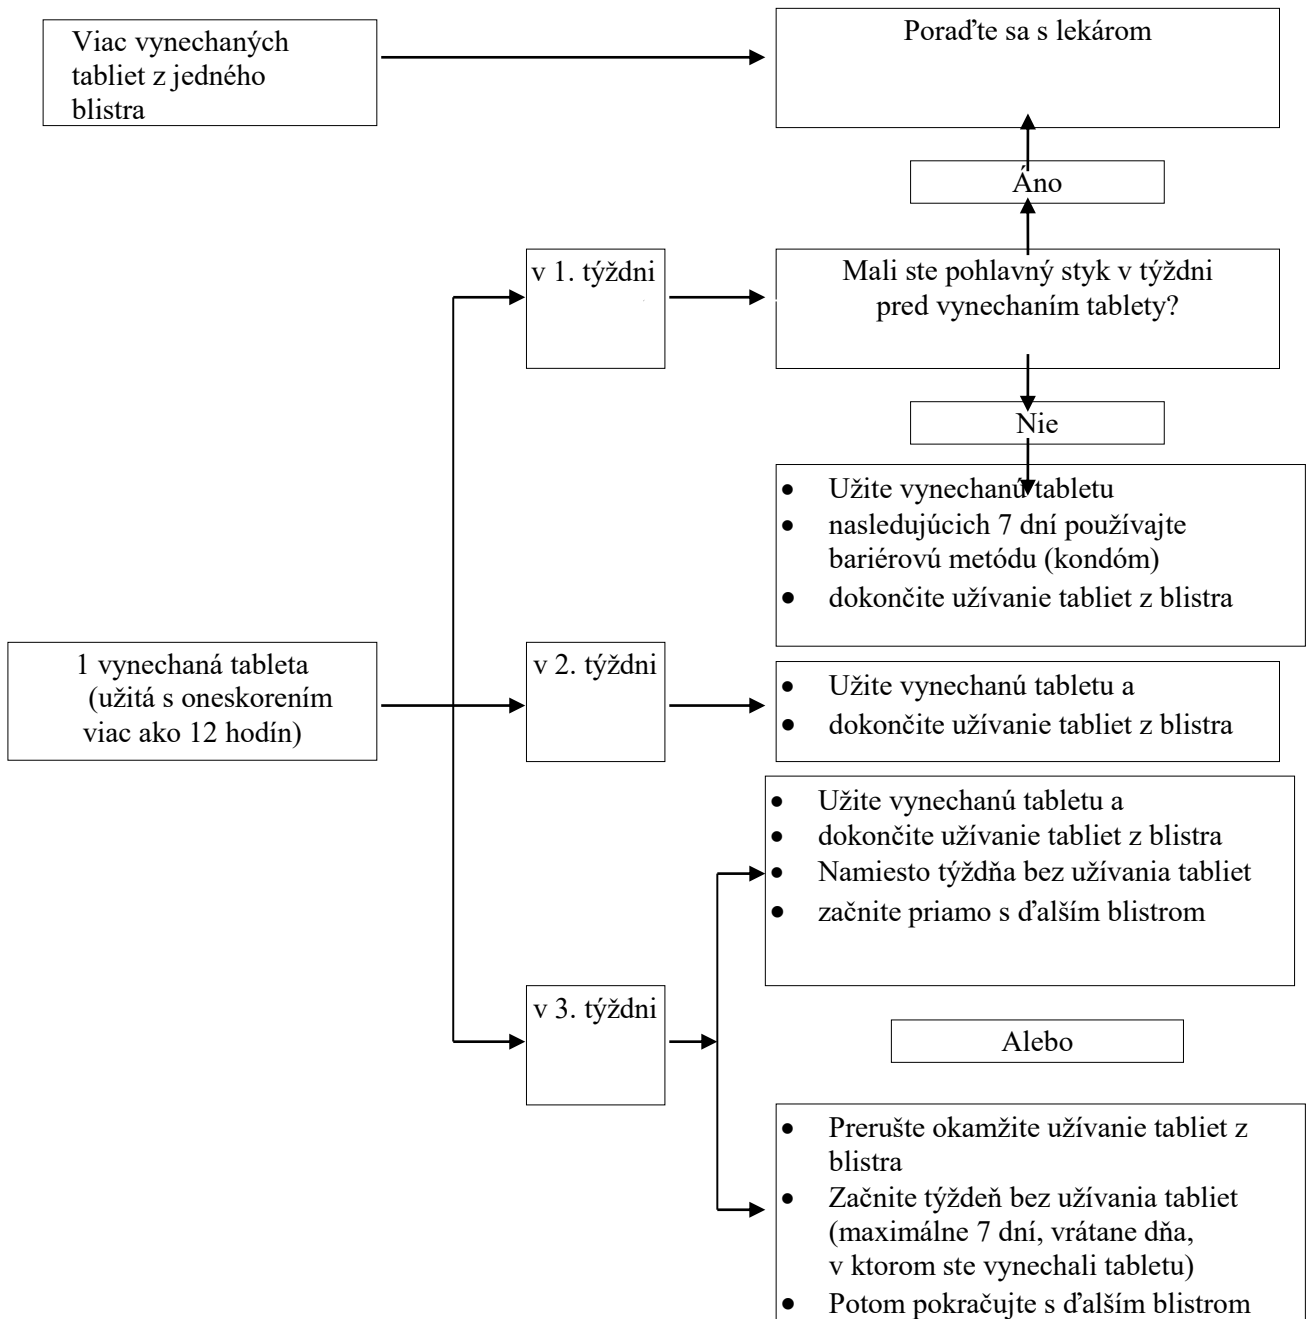 Viac vynechaných
tabliet z jedného
blistra
Poraďte sa s lekárom
Áno
v 1. týždni
Mali ste pohlavný styk v týždni
pred vynechaním tablety?
Nie
• Užite vynechanú tabletu
• nasledujúcich 7 dní používajte
bariérovú metódu (kondóm)
• dokončite užívanie tabliet z blistra
1 vynechaná tableta
(užitá s oneskorením
viac ako 12 hodín)
v 2. týždni
• Užite vynechanú tabletu a
• dokončite užívanie tabliet z blistra
• Užite vynechanú tabletu a
• dokončite užívanie tabliet z blistra
• Namiesto týždňa bez užívania tabliet
• začnite priamo s ďalším blistrom
v 3. týždni
Alebo
• Prerušte okamžite užívanie tabliet z
blistra
• Začnite týždeň bez užívania tabliet
(maximálne 7 dní, vrátane dňa,
v ktorom ste vynechali tabletu)
• Potom pokračujte s ďalším blistrom